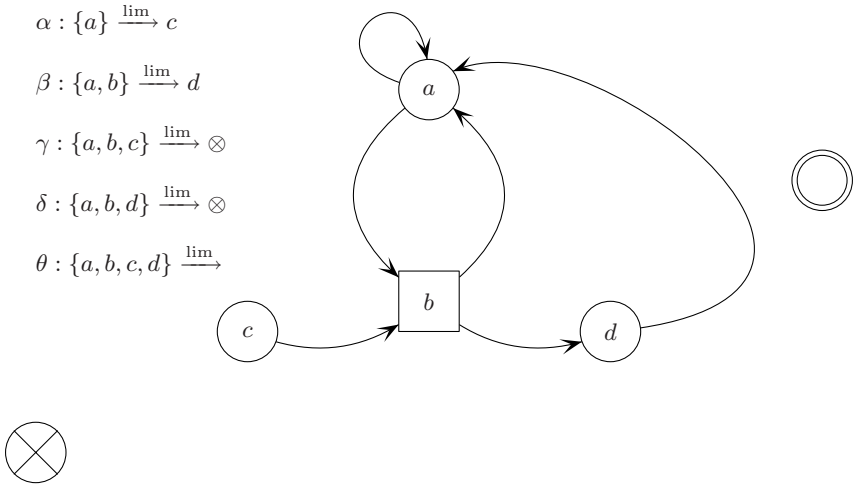 α : {a} lim⟶ c
β : {a, b} lim⟶ d
γ : {a, b, c} lim⟶ ⊗
δ : {a, b, d} lim⟶ ⊗
θ : {a, b, c, d} lim⟶
a
b
c
d